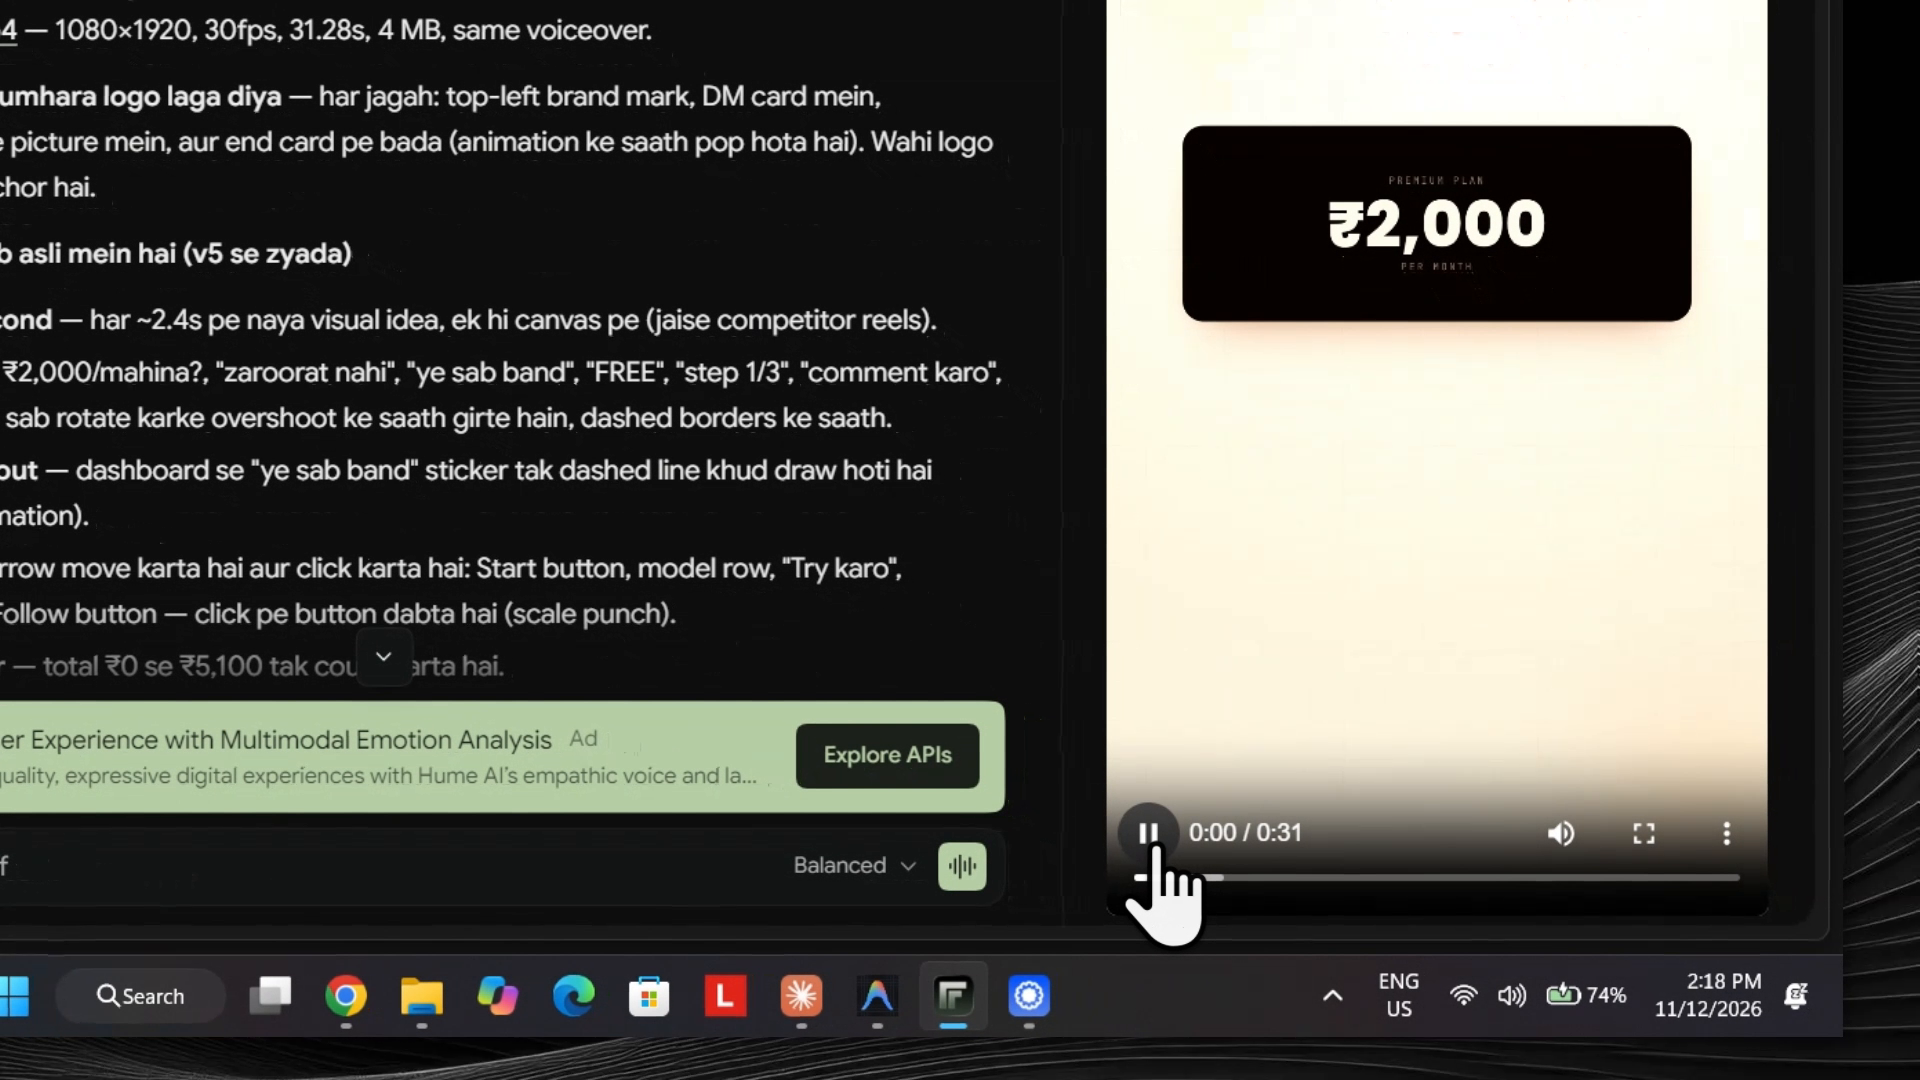 4 — 1080×1920, 30fps, 31.28s, 4 MB, same voiceover.
umhara logo laga diya — har jagah: top-left brand mark, DM card mein,
e picture mein, aur end card pe bada (animation ke saath pop hota hai). Wahi logo
chor hai.
b asli mein hai (v5 se zyada)
cond — har ~2.4s pe naya visual idea, ek hi canvas pe (jaise competitor reels).
₹2,000/mahina?, "zaroorat nahi", "ye sab band", "FREE", "step 1/3", "comment karo",
sab rotate karke overshoot ke saath girte hain, dashed borders ke saath.
out — dashboard se "ye sab band" sticker tak dashed line khud draw hoti hai
mation).
rrow move karta hai aur click karta hai: Start button, model row, "Try karo",
Follow button — click pe button dabta hai (scale punch).
r — total ₹0 se ₹5,100 tak cou arta hai.
er Experience with Multimodal Emotion Analysis Ad
quality, expressive digital experiences with Hume AI's empathic voice and la...
Explore APIs
f
Balanced
PREMIUM PLAN
₹2,000
PER MONTH
0:00 / 0:31
Search
L
ENG
US
74%
2:18 PM
11/12/2026